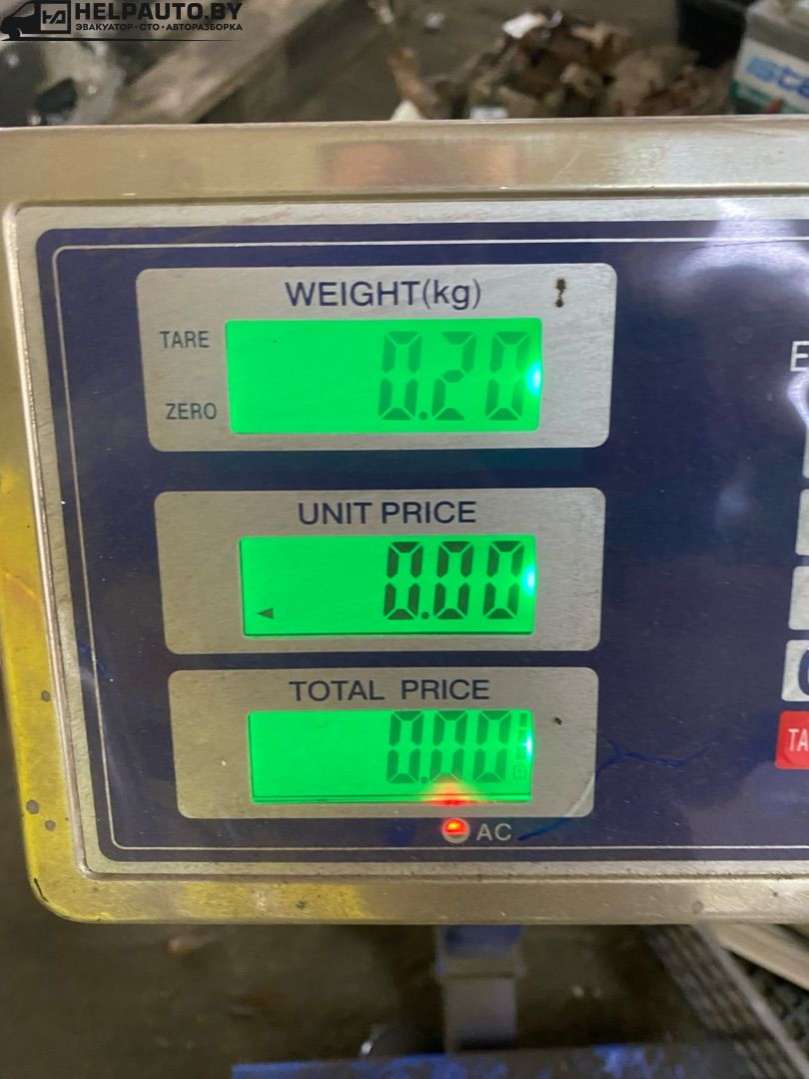 HELPAUTO.BY
ЭВАКУАТОР•СТО•АВТОРАЗБОРКА
WEIGHT(kg)
TARE
0.20
ZERO
UNIT PRICE
0.00
TOTAL PRICE
0.00
TA
AC